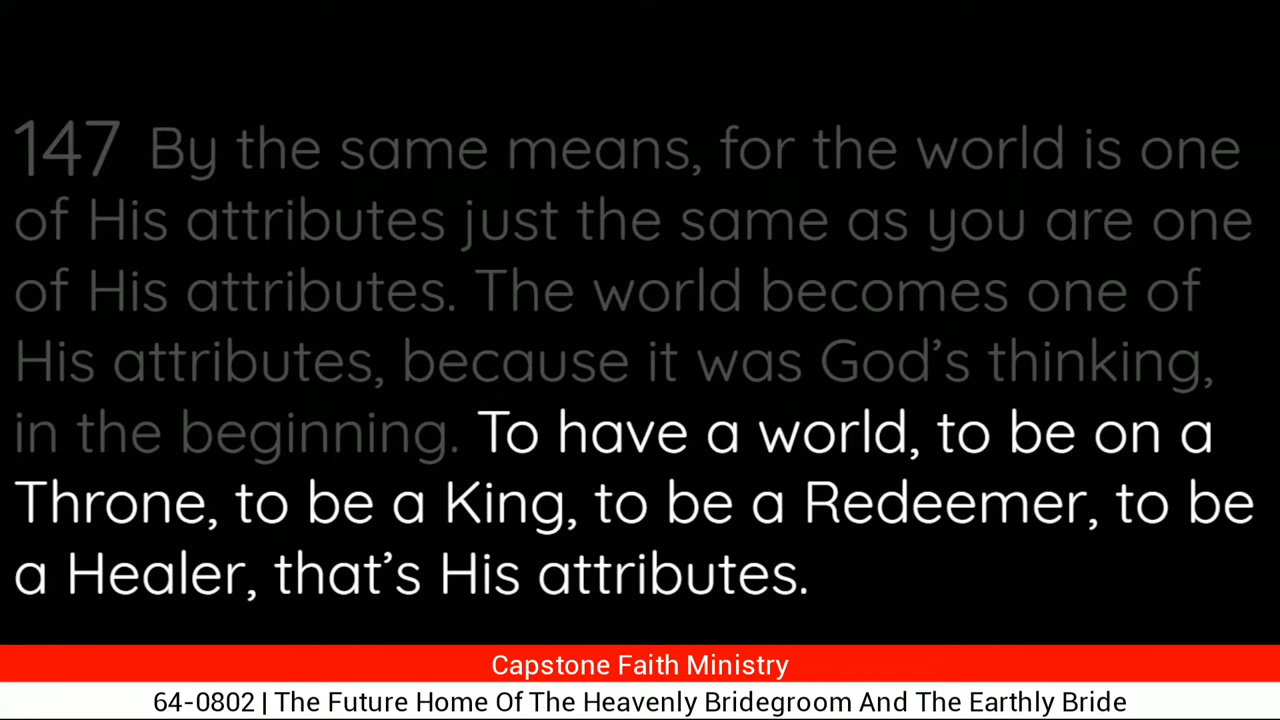 147 By the same means, for the world is one
of His attributes just the same as you are one
of His attributes. The world becomes one of
His attributes, because it was God’s thinking,
in the beginning. To have a world, to be on a
Throne, to be a King, to be a Redeemer, to be
a Healer, that’s His attributes.
Capstone Faith Ministry
64-0802 | The Future Home Of The Heavenly Bridegroom And The Earthly Bride